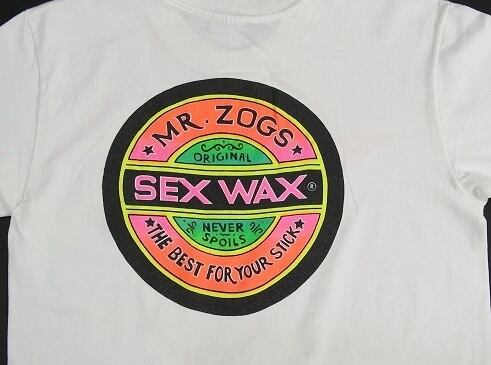 MR. ZOGS
ORIGINAL
SEX WAX®
NEVER
SPOILS
THE BEST FOR YOUR STICK